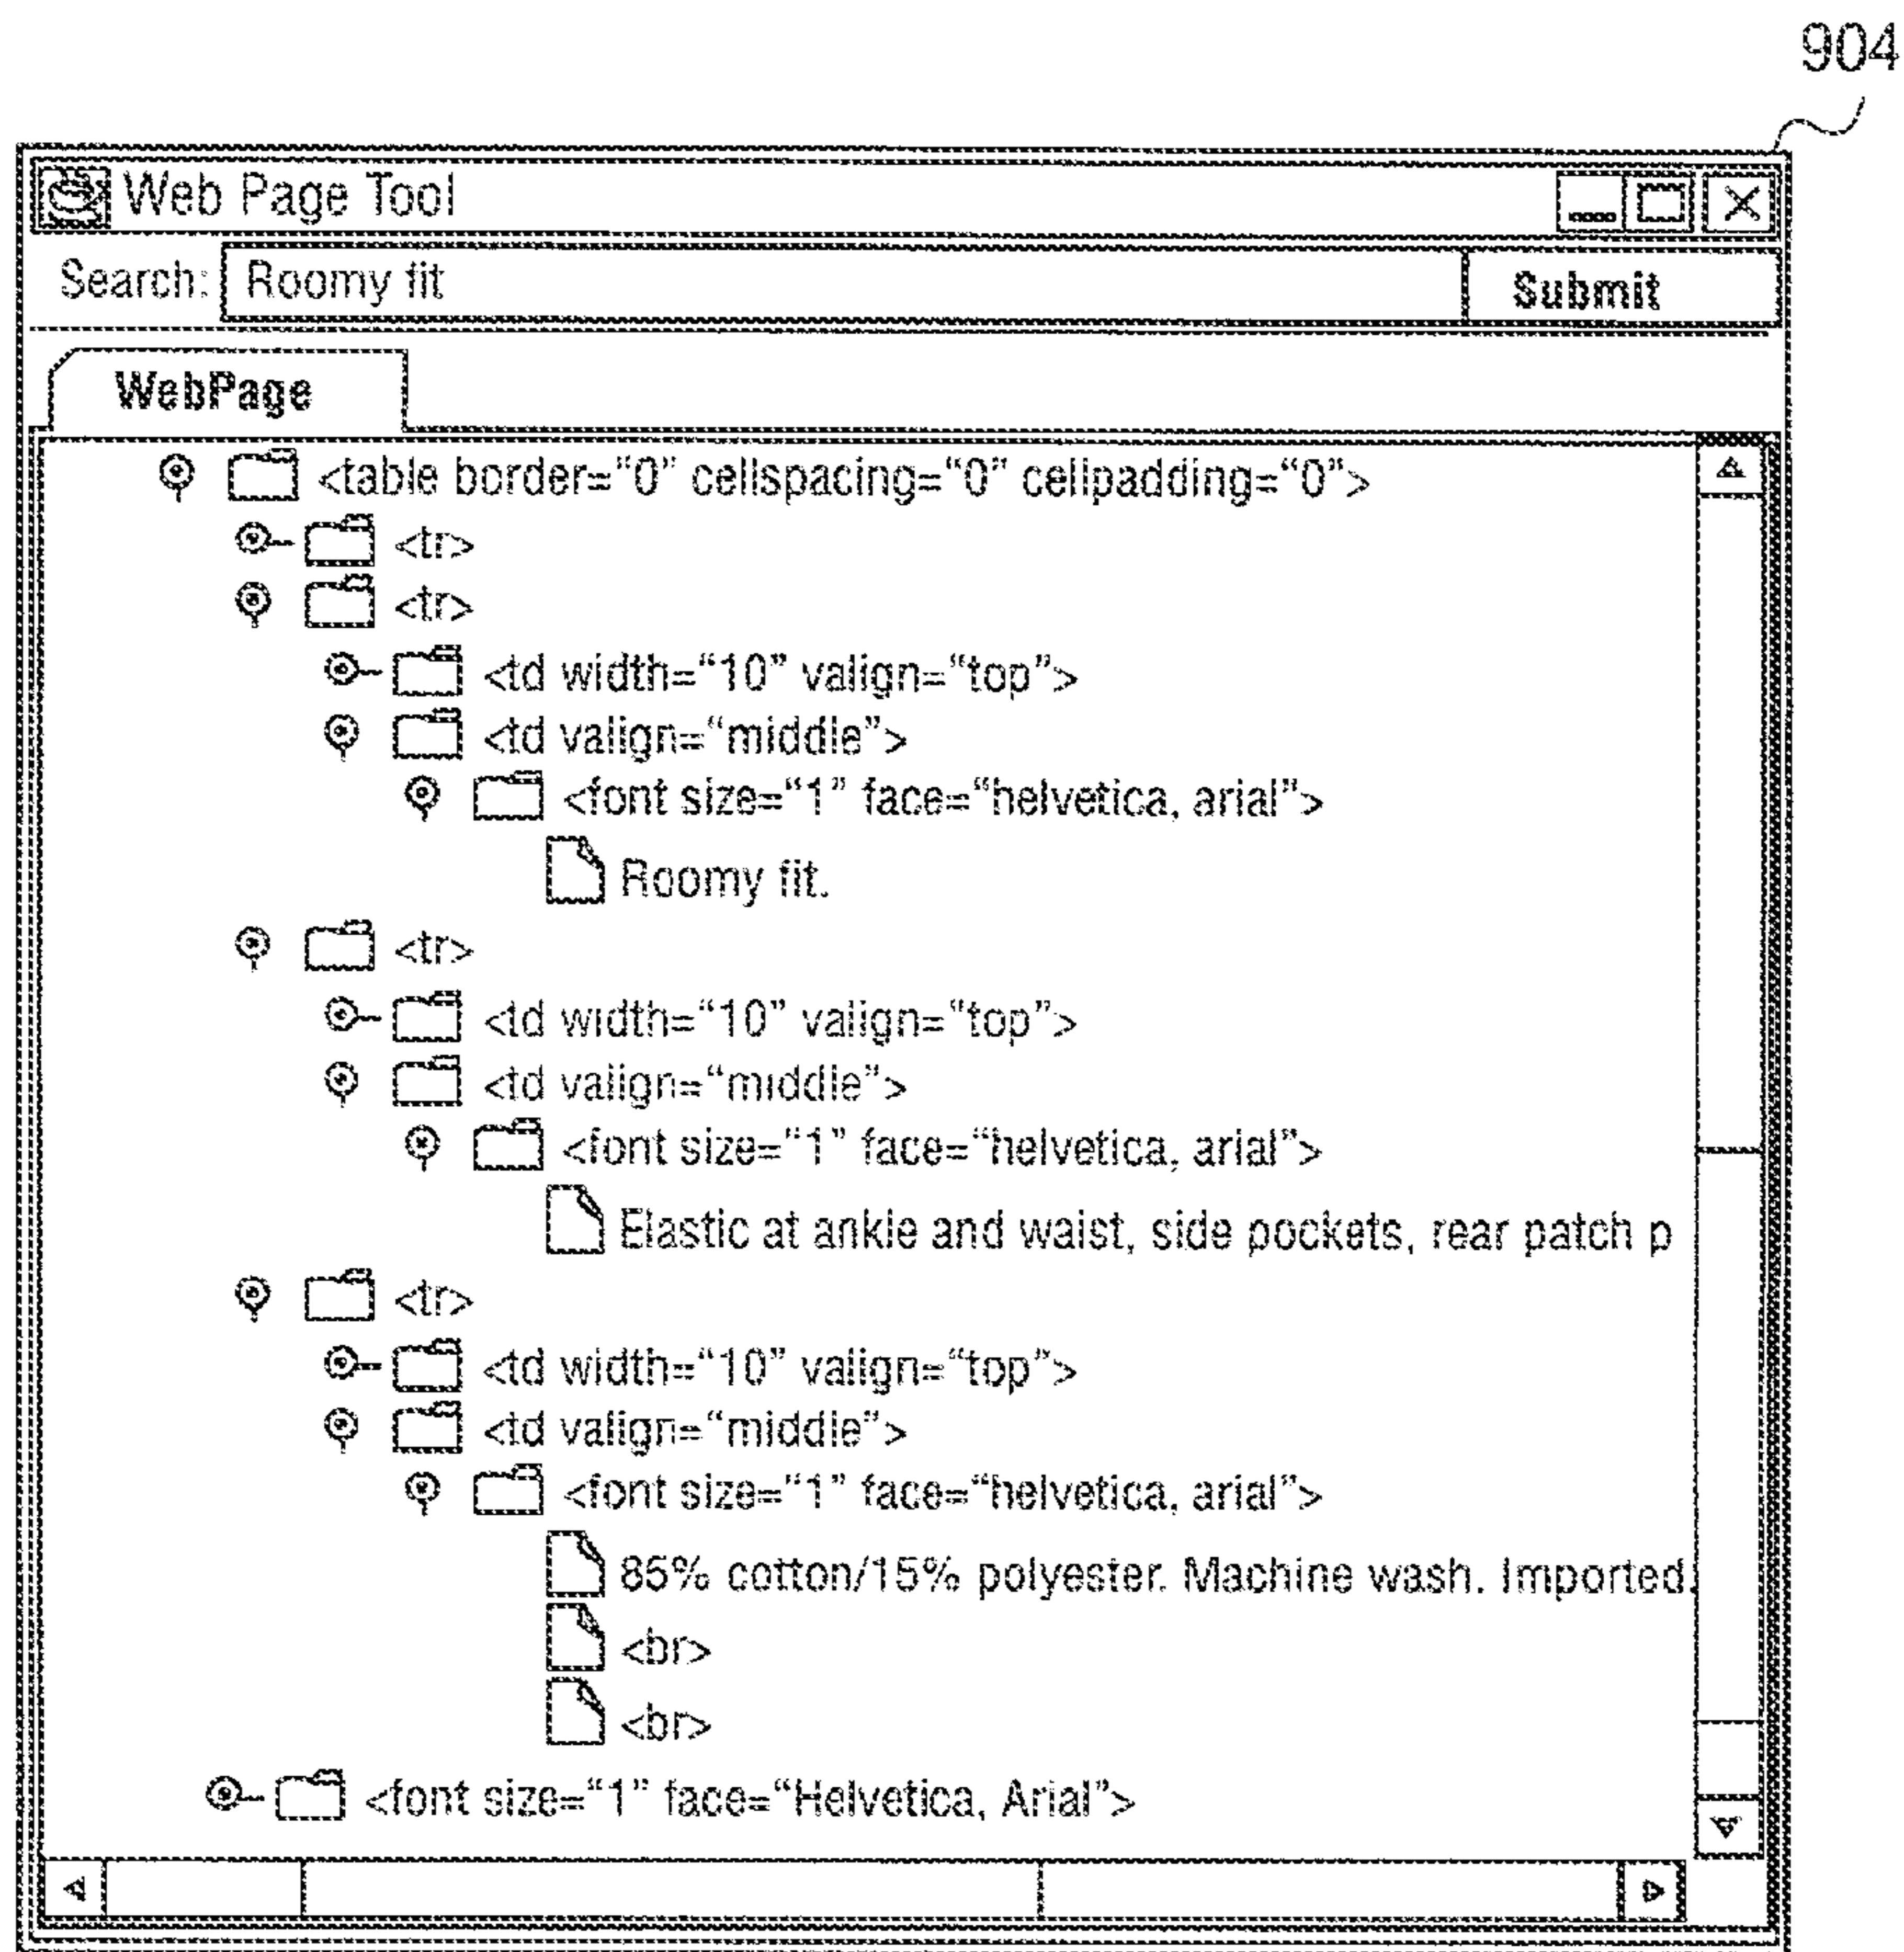 904
Web Page Tool
Search: Roomy fit Submit
WebPage
<table border="0" cellspacing="0" cellpadding="0">
<tr>
<tr>
<td width="10" valign="top">
<td valign="middle">
<font size="1" face="helvetica, arial">
Roomy fit.
<tr>
<td width="10" valign="top">
<td valign="middle">
<font size="1" face="helvetica, arial">
Elastic at ankle and waist, side pockets, rear patch p
<tr>
<td width="10" valign="top">
<td valign="middle">
<font size="1" face="helvetica, arial">
85% cotton/15% polyester. Machine wash. Imported.
<br>
<br>
<font size="1" face="Helvetica, Arial">